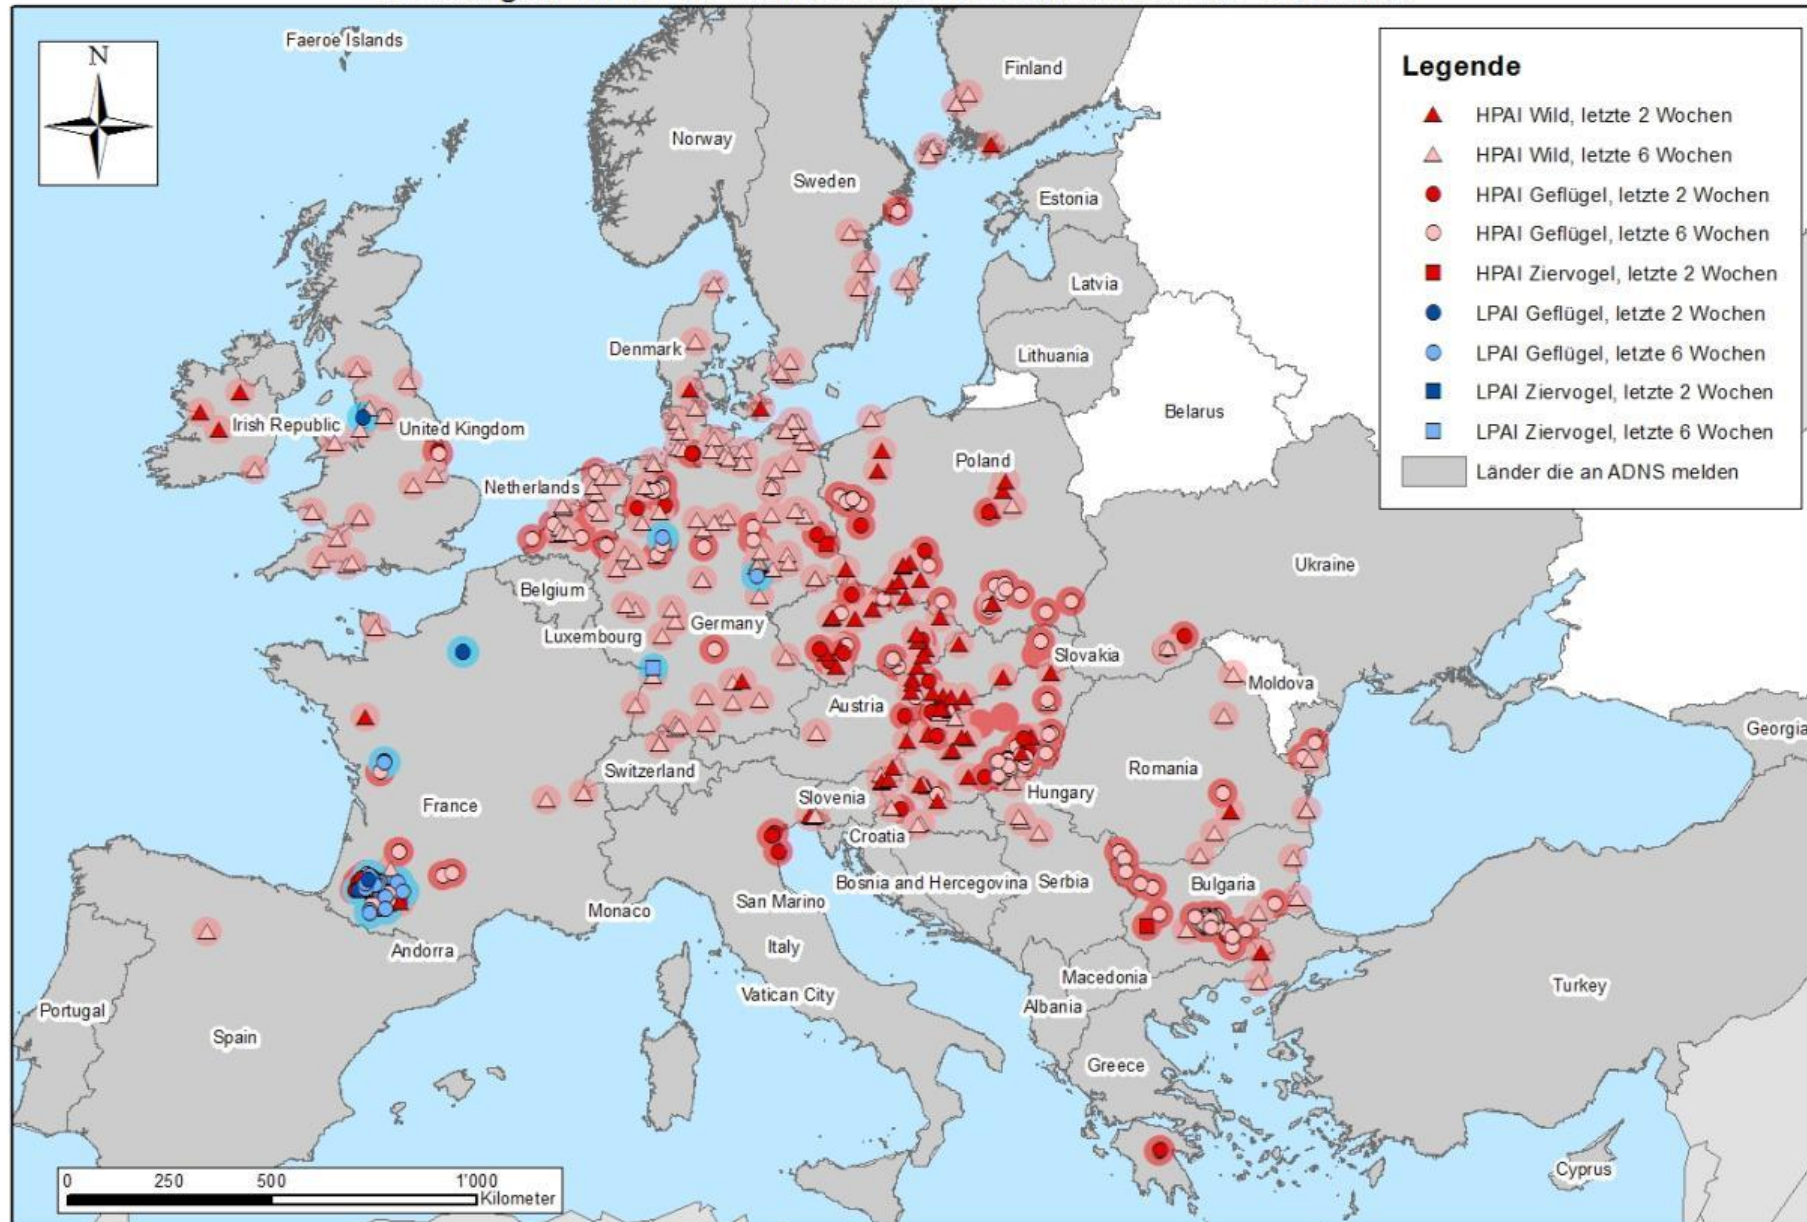 N
Faeroe Islands
Finland
Norway
Sweden
Estonia
Latvia
Denmark
Lithuania
Irish Republic
United Kingdom
Belarus
Netherlands
Poland
Belgium
Ukraine
Luxembourg
Germany
Slovakia
Moldova
Austria
Georgia
Switzerland
Slovenia
Hungary
Romania
France
Croatia
Bosnia and Hercegovina
Serbia
Bulgaria
Monaco
San Marino
Andorra
Italy
Macedonia
Turkey
Vatican City
Albania
Portugal
Spain
Greece
Cyprus
Legende
HPAI Wild, letzte 2 Wochen
HPAI Wild, letzte 6 Wochen
HPAI Geflügel, letzte 2 Wochen
HPAI Geflügel, letzte 6 Wochen
HPAI Ziervogel, letzte 2 Wochen
LPAI Geflügel, letzte 2 Wochen
LPAI Geflügel, letzte 6 Wochen
LPAI Ziervogel, letzte 2 Wochen
LPAI Ziervogel, letzte 6 Wochen
Länder die an ADNS melden
0 250 500 1'000
Kilometer